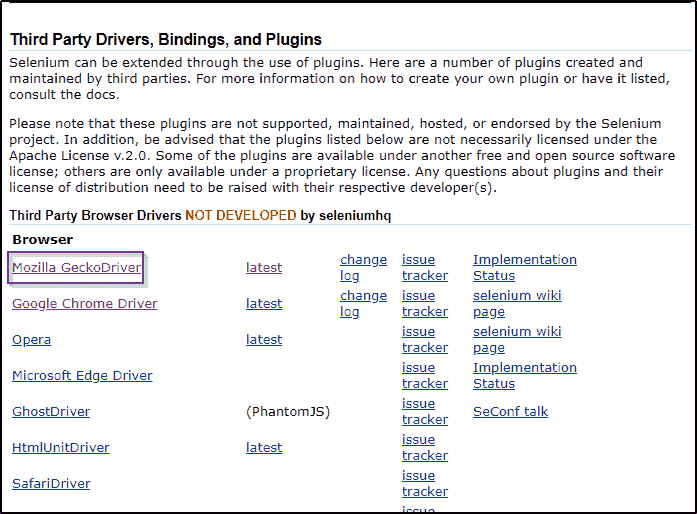 Third Party Drivers, Bindings, and Plugins
Selenium can be extended through the use of plugins. Here are a number of plugins created and
maintained by third parties. For more information on how to create your own plugin or have it listed,
consult the docs.
Please note that these plugins are not supported, maintained, hosted, or endorsed by the Selenium
project. In addition, be advised that the plugins listed below are not necessarily licensed under the
Apache License v.2.0. Some of the plugins are available under another free and open source software
license; others are only available under a proprietary license. Any questions about plugins and their
license of distribution need to be raised with their respective developer(s).
Third Party Browser Drivers NOT DEVELOPED by seleniumhq
Browser
Mozilla GeckoDriver latest change log issue tracker Implementation Status
Google Chrome Driver latest change log issue tracker selenium wiki page
Opera latest issue tracker selenium wiki page
Microsoft Edge Driver issue tracker Implementation Status
GhostDriver (PhantomJS) issue tracker SeConf talk
HtmlUnitDriver latest issue tracker
SafariDriver issue tracker